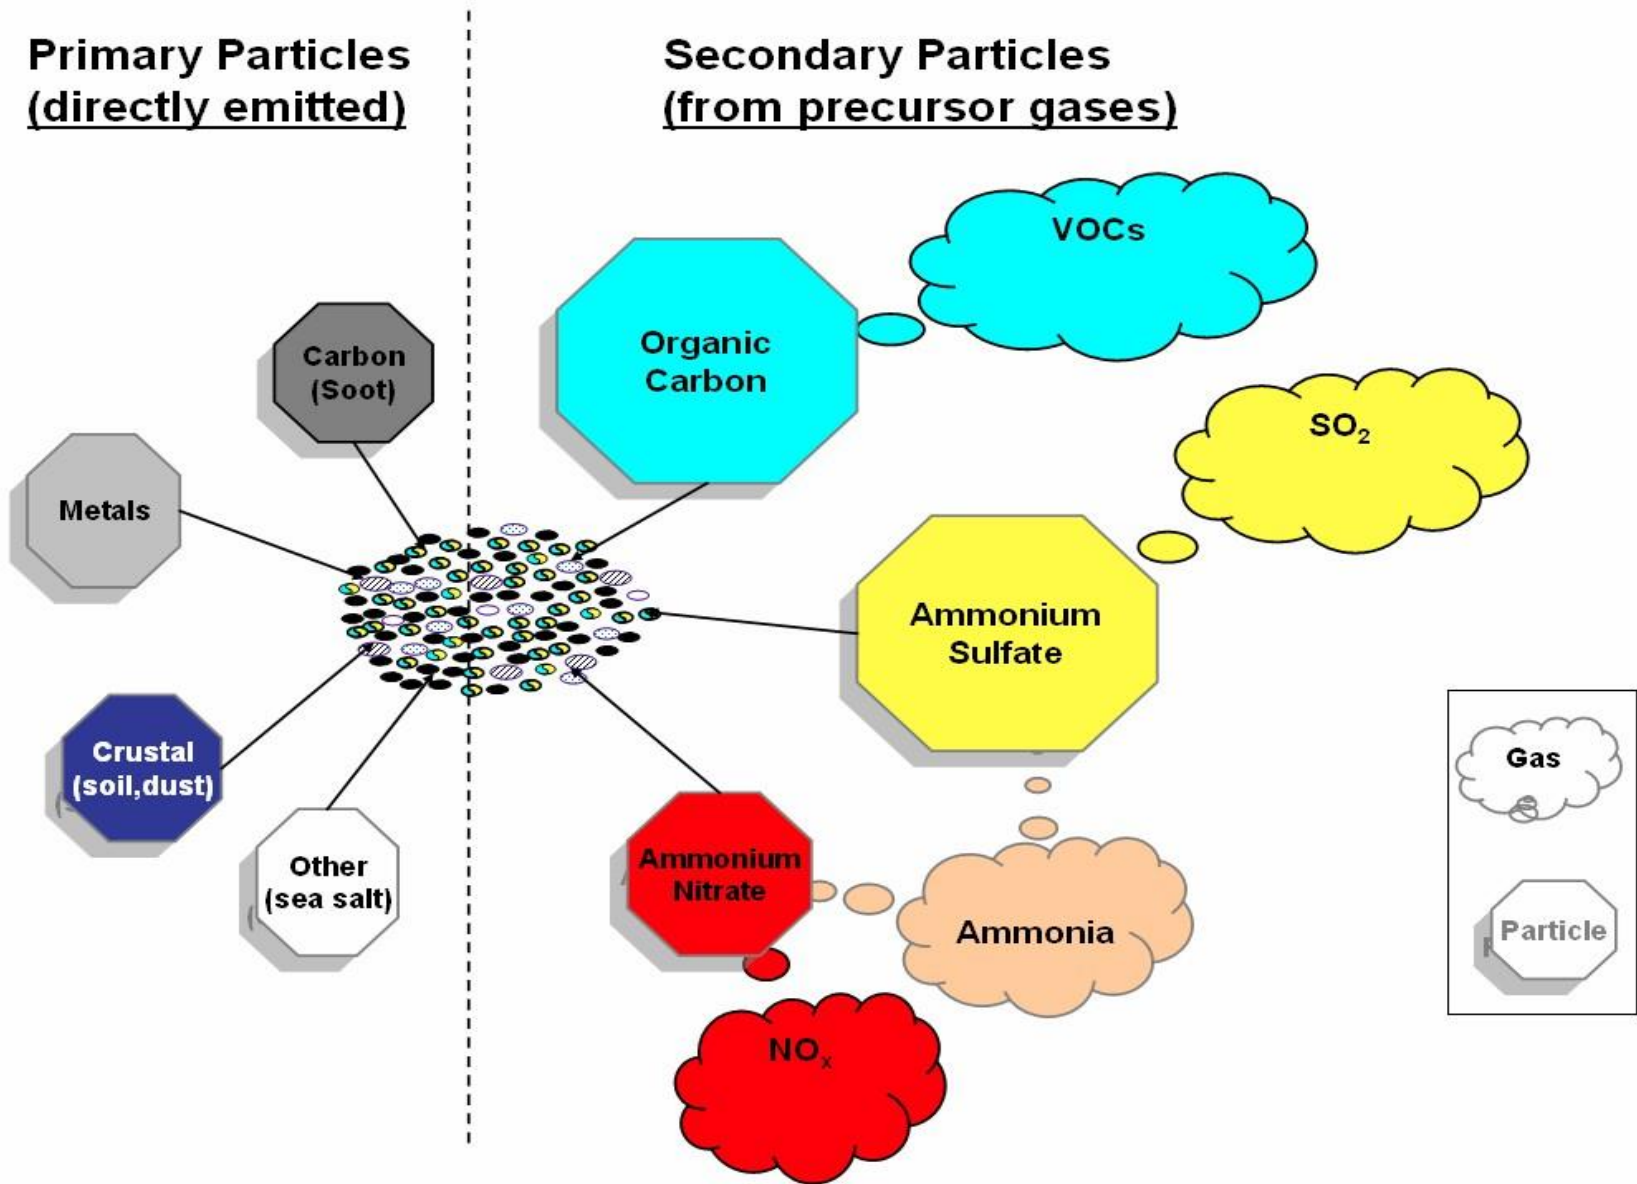 Primary Particles
(directly emitted)
Secondary Particles
(from precursor gases)
VOCs
Organic
Carbon
Carbon
(Soot)
SO₂
Metals
Ammonium
Sulfate
Crustal
(soil,dust)
Gas
Other
(sea salt)
Ammonium
Nitrate
Ammonia
Particle
NOₓ